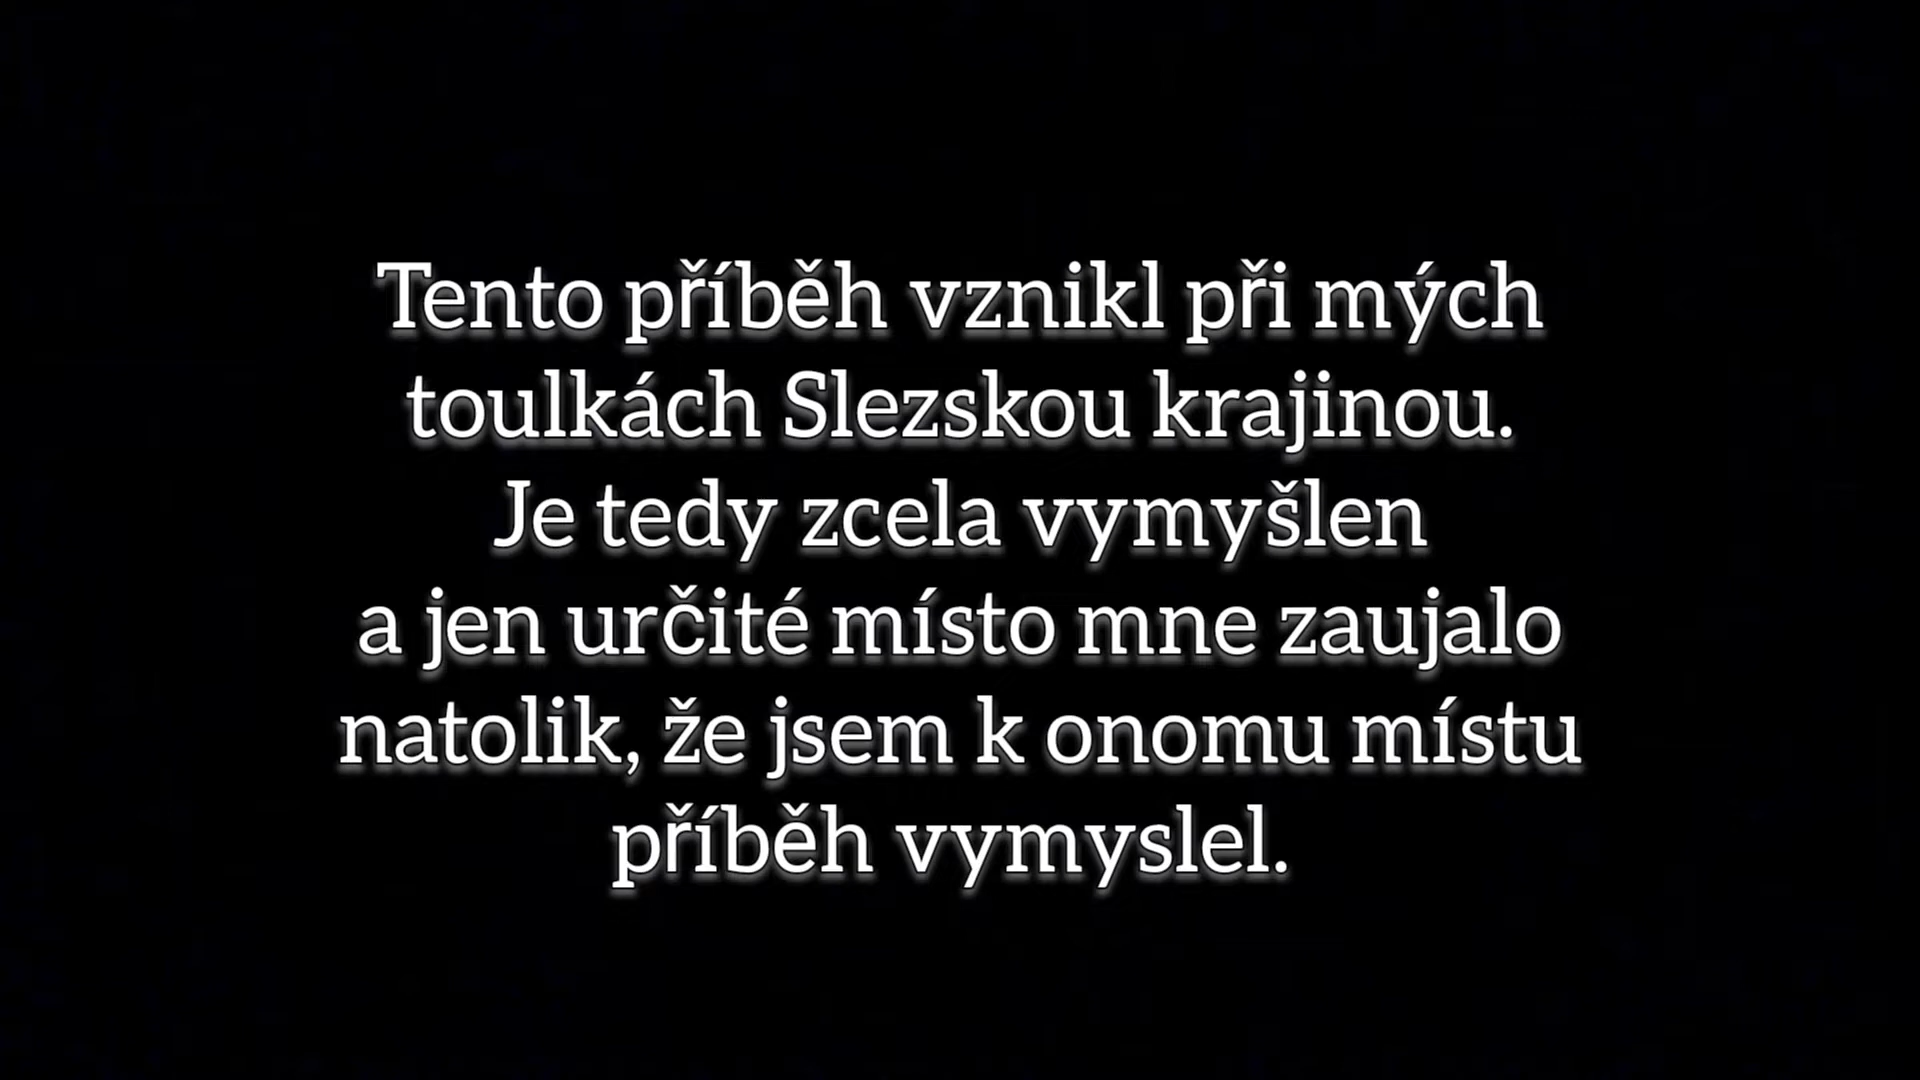 Tento příběh vznikl při mých
toulkách Slezskou krajinou.
Je tedy zcela vymyšlen
a jen určité místo mne zaujalo
natolik, že jsem k onomu místu
příběh vymyslel.